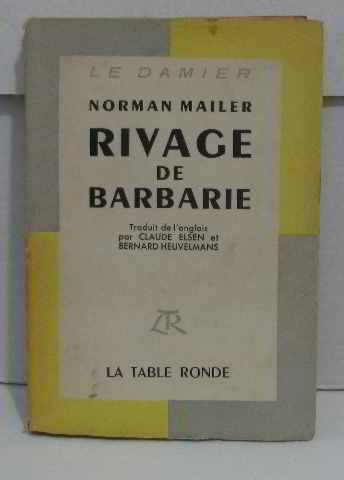 LE DAMIER
NORMAN MAILER
RIVAGE
DE
BARBARIE
Traduit de l'anglais
par CLAUDE ELSEN et
BERNARD HEUVELMANS
LTR
LA TABLE RONDE